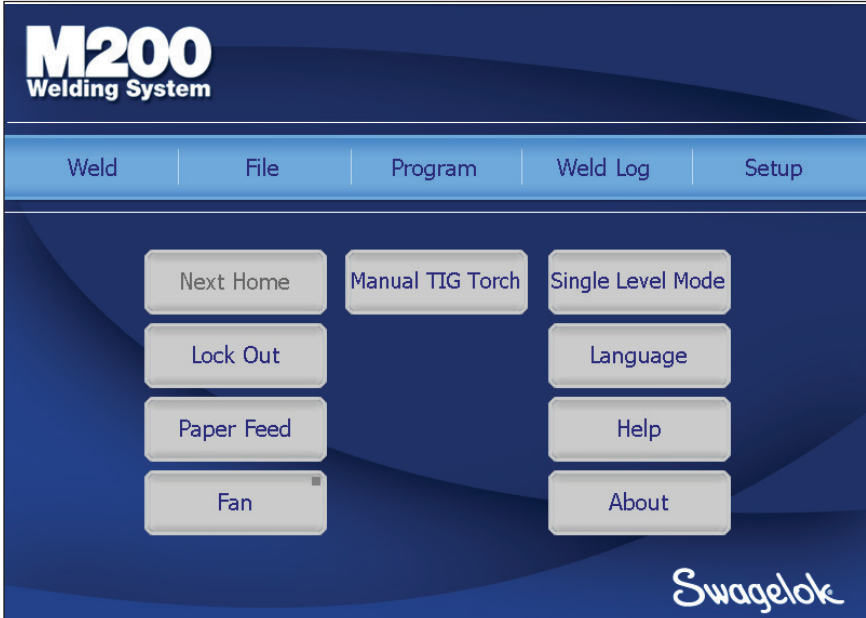 M200
Welding System
Weld File Program Weld Log Setup
Next Home Manual TIG Torch Single Level Mode
Lock Out Language
Paper Feed Help
Fan About
Swagelok